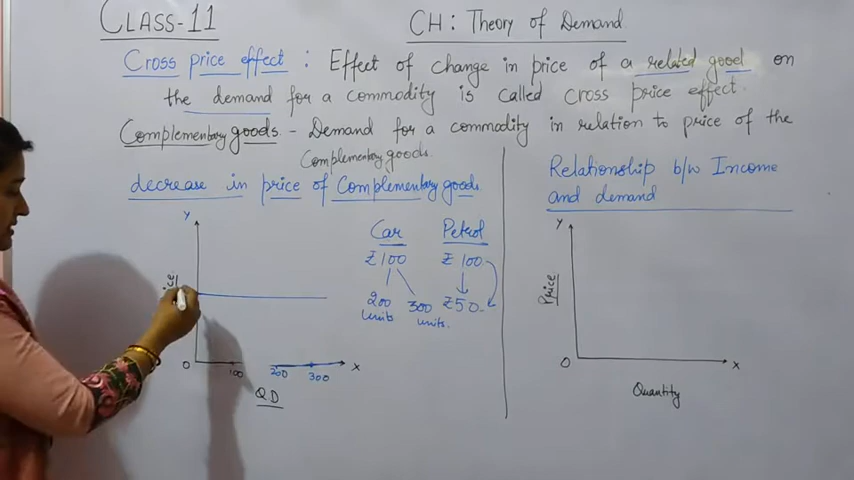 CLASS-11
CH: Theory of Demand
Cross price effect : Effect of change in price of a related good on
the demand for a commodity is called cross price effect.
Complementary goods. - Demand for a commodity in relation to price of the
Complementary goods
decrease in price of Complementary goods.
Y
Car Petrol
₹100 ₹100
200 units 300 units. ₹50.
O 100 200 300 X
QD
Relationship b/w Income
and demand
Y
Price
O X
Quantity